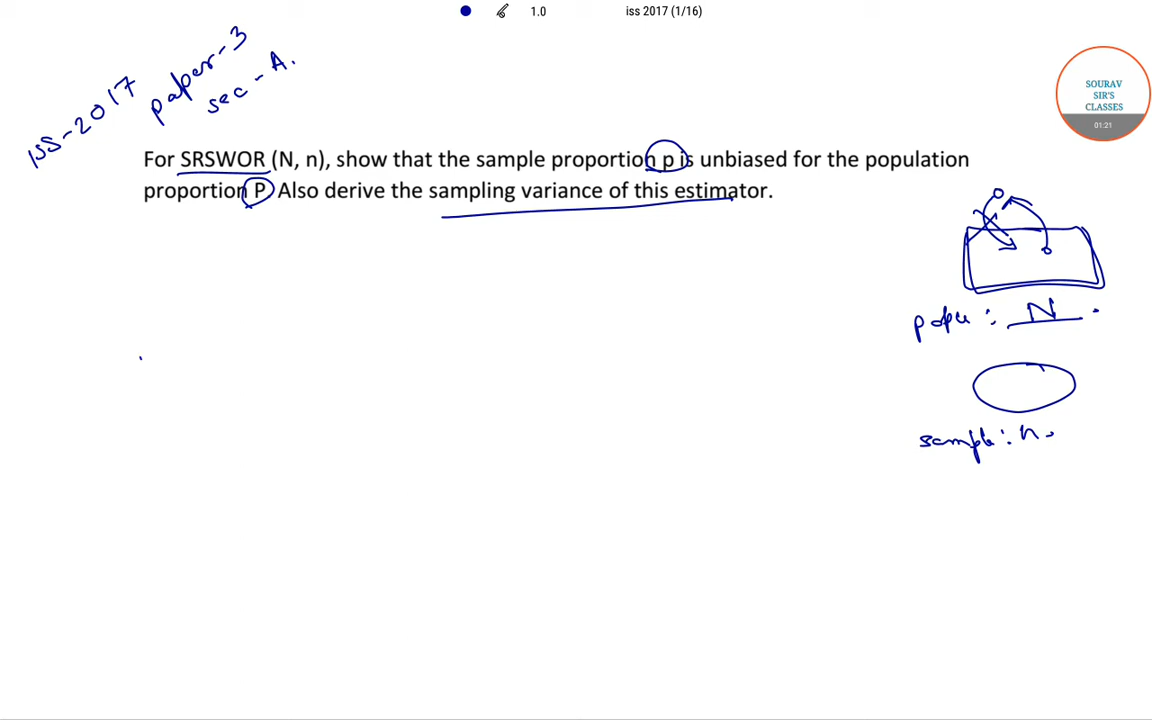 1.0
iss 2017 (1/16)
ISS-2017
paper-3
sec-A.
SOURAV
SIR'S
CLASSES
01:21
For SRSWOR (N, n), show that the sample proportion p is unbiased for the population
proportion P Also derive the sampling variance of this estimator.
popu : N .
sample: n.